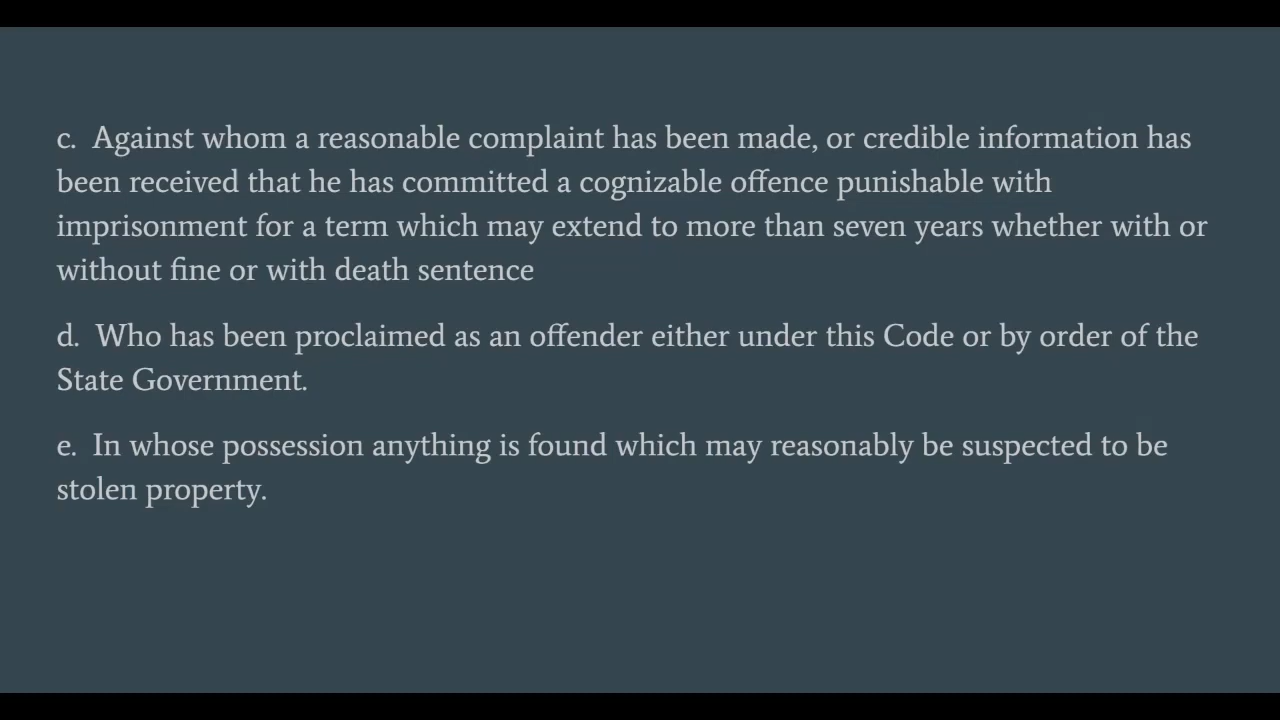 c. Against whom a reasonable complaint has been made, or credible information has
been received that he has committed a cognizable offence punishable with
imprisonment for a term which may extend to more than seven years whether with or
without fine or with death sentence
d. Who has been proclaimed as an offender either under this Code or by order of the
State Government.
e. In whose possession anything is found which may reasonably be suspected to be
stolen property.